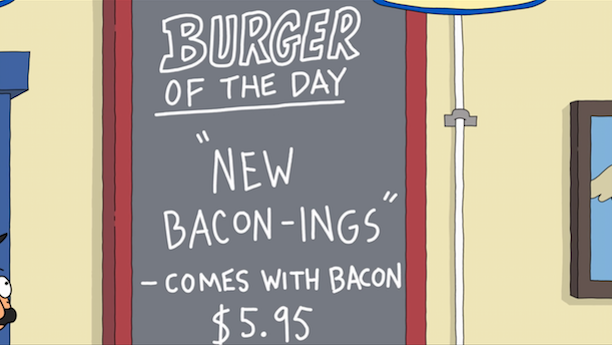 BURGER
OF THE DAY
"NEW
BACON-INGS"
- COMES WITH BACON
$5.95